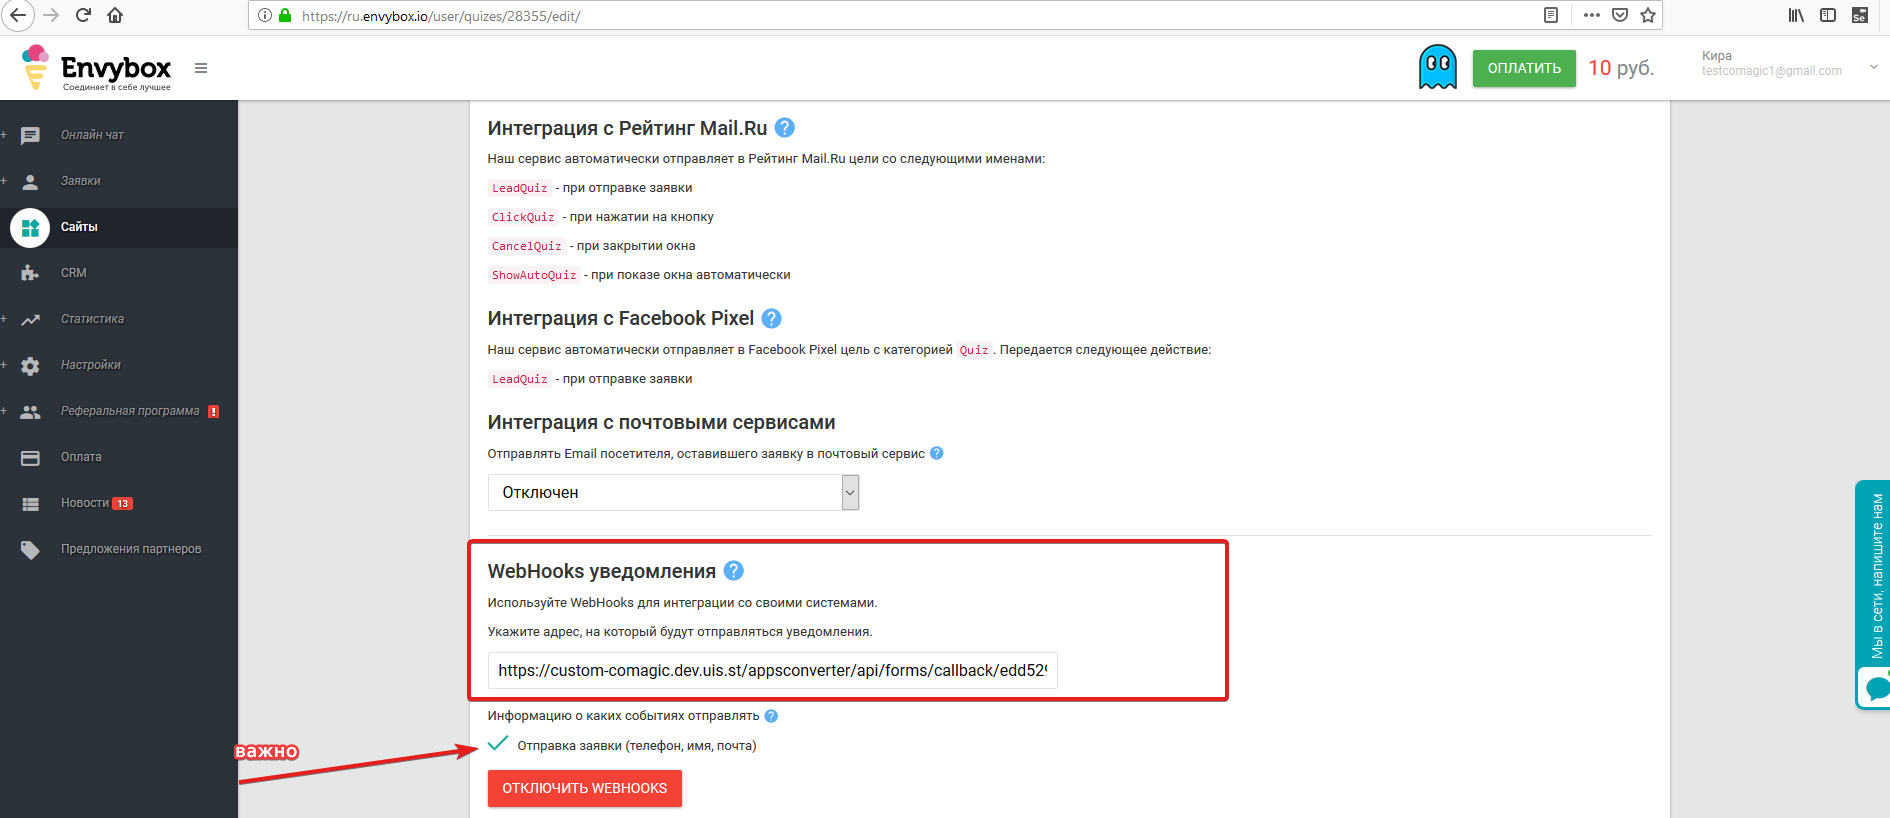 https://ru.envybox.io/user/quizes/28355/edit/
Se
Envybox
Соединяет в себе лучшее
ОПЛАТИТЬ
10 руб.
Кира
testcomagic1@gmail.com
+ Онлайн чат
+ Заявки
Сайты
CRM
+ Статистика
+ Настройки
+ Реферальная программа !
Оплата
Новости 13
Предложения партнеров
Интеграция с Рейтинг Mail.Ru ?
Наш сервис автоматически отправляет в Рейтинг Mail.Ru цели со следующими именами:
LeadQuiz - при отправке заявки
ClickQuiz - при нажатии на кнопку
CancelQuiz - при закрытии окна
ShowAutoQuiz - при показе окна автоматически
Интеграция с Facebook Pixel ?
Наш сервис автоматически отправляет в Facebook Pixel цель с категорией Quiz. Передается следующее действие:
LeadQuiz - при отправке заявки
Интеграция с почтовыми сервисами
Отправлять Email посетителя, оставившего заявку в почтовый сервис ?
Отключен
WebHooks уведомления ?
Используйте WebHooks для интеграции со своими системами.
Укажите адрес, на который будут отправляться уведомления.
https://custom-comagic.dev.uis.st/appsconverter/api/forms/callback/edd529
Информацию о каких событиях отправлять ?
важно
Отправка заявки (телефон, имя, почта)
ОТКЛЮЧИТЬ WEBHOOKS
Мы в сети, напишите нам